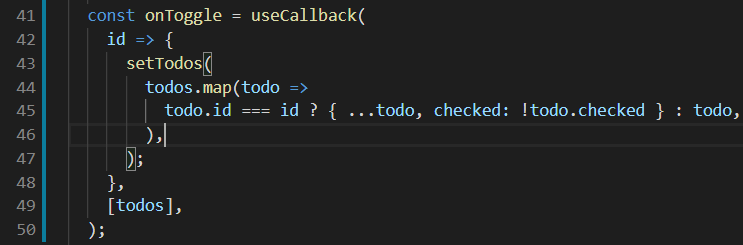 41 const onToggle = useCallback(
42 id => {
43 setTodos(
44 todos.map(todo =>
45 todo.id === id ? { ...todo, checked: !todo.checked } : todo,
46 ),
47 );
48 },
49 [todos],
50 );